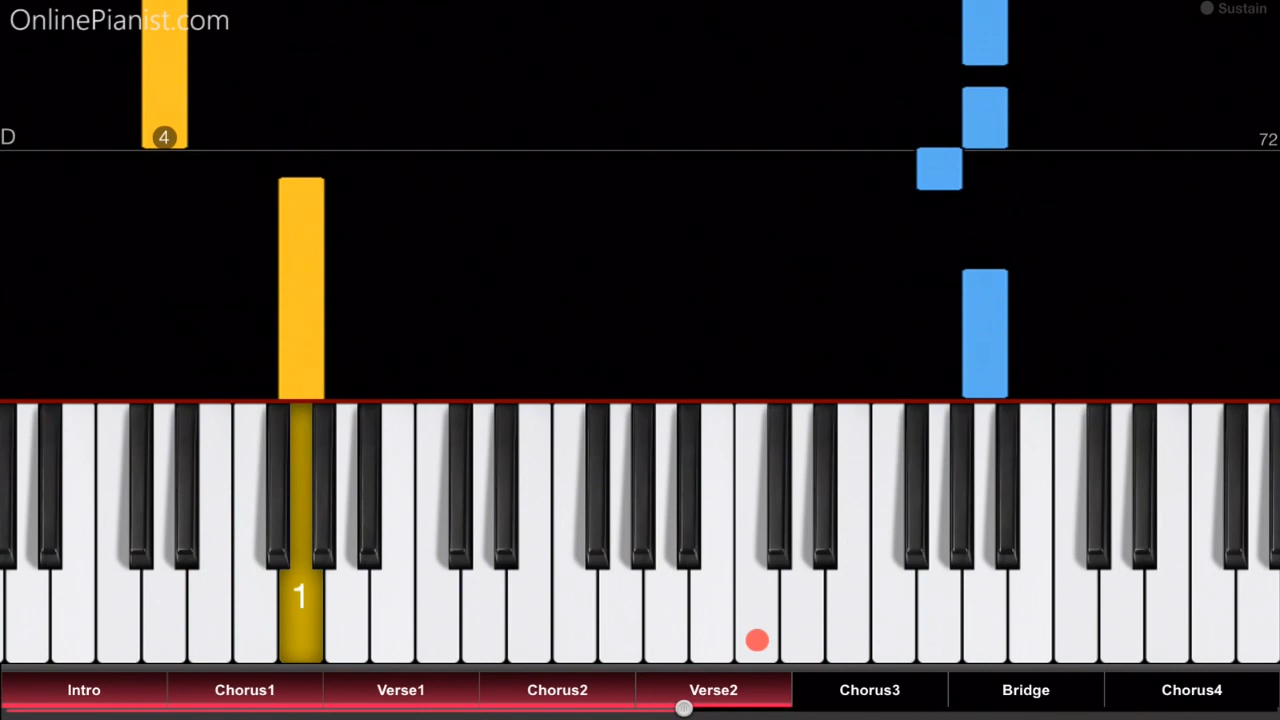 OnlinePianist.com
Sustain
D
4
72
1
Intro
Chorus1
Verse1
Chorus2
Verse2
Chorus3
Bridge
Chorus4